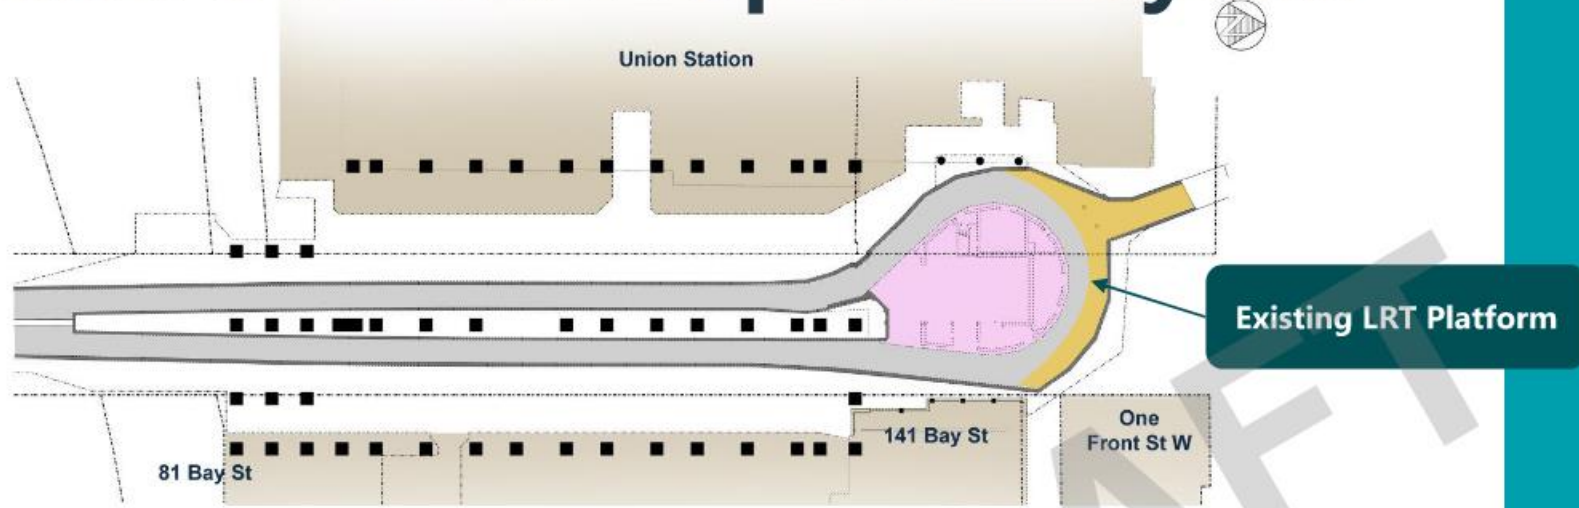 Union Station
Existing LRT Platform
141 Bay St
One
Front St W
81 Bay St